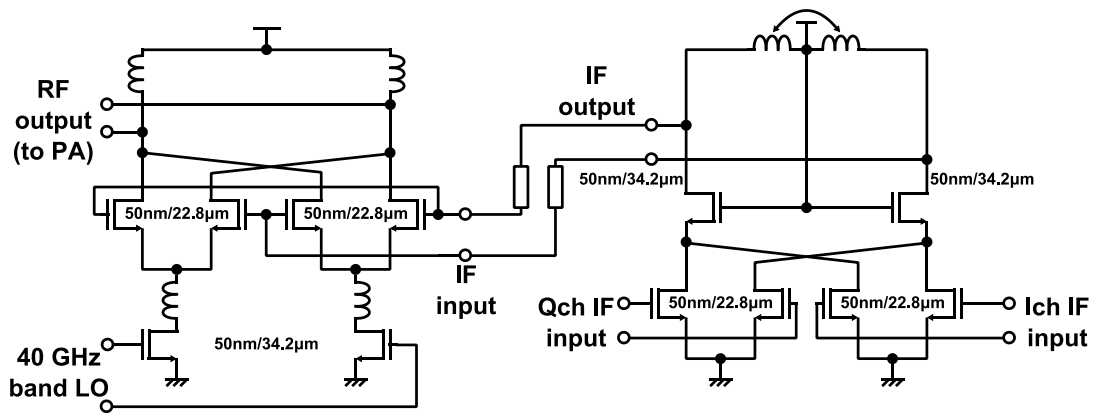 RF
output
(to PA)
IF
output
50nm/34.2μm
50nm/34.2μm
50nm/22.8μm
50nm/22.8μm
IF
input
Qch IF
input
50nm/22.8μm
50nm/22.8μm
Ich IF
input
40 GHz
band LO
50nm/34.2μm